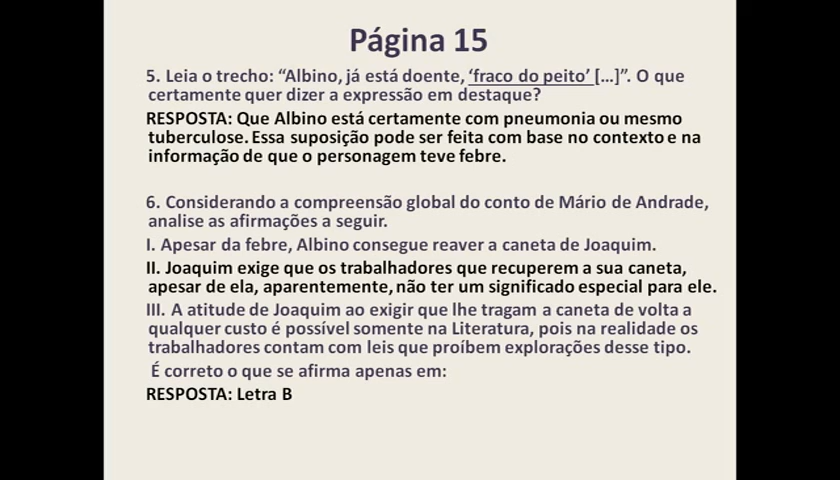 Página 15
5. Leia o trecho: “Albino, já está doente, ‘fraco do peito’ [...]”. O que
certamente quer dizer a expressão em destaque?
RESPOSTA: Que Albino está certamente com pneumonia ou mesmo
tuberculose. Essa suposição pode ser feita com base no contexto e na
informação de que o personagem teve febre.
6. Considerando a compreensão global do conto de Mário de Andrade,
analise as afirmações a seguir.
I. Apesar da febre, Albino consegue reaver a caneta de Joaquim.
II. Joaquim exige que os trabalhadores que recuperem a sua caneta,
apesar de ela, aparentemente, não ter um significado especial para ele.
III. A atitude de Joaquim ao exigir que lhe tragam a caneta de volta a
qualquer custo é possível somente na Literatura, pois na realidade os
trabalhadores contam com leis que proíbem explorações desse tipo.
É correto o que se afirma apenas em:
RESPOSTA: Letra B